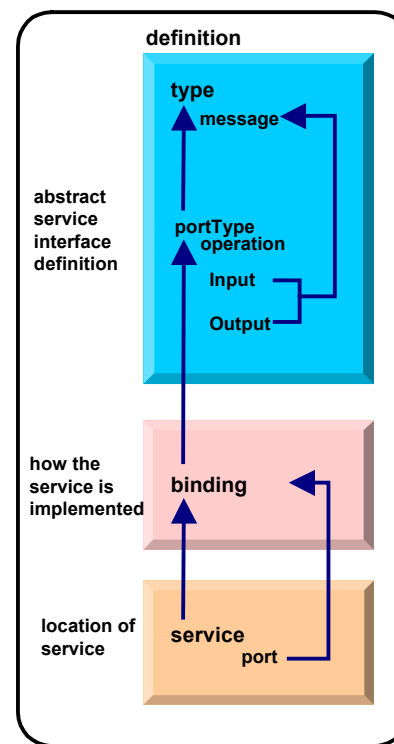 definition
type
message
abstract
service
interface
definition
portType
operation
Input
Output
how the
service is
implemented
binding
location of
service
service
port